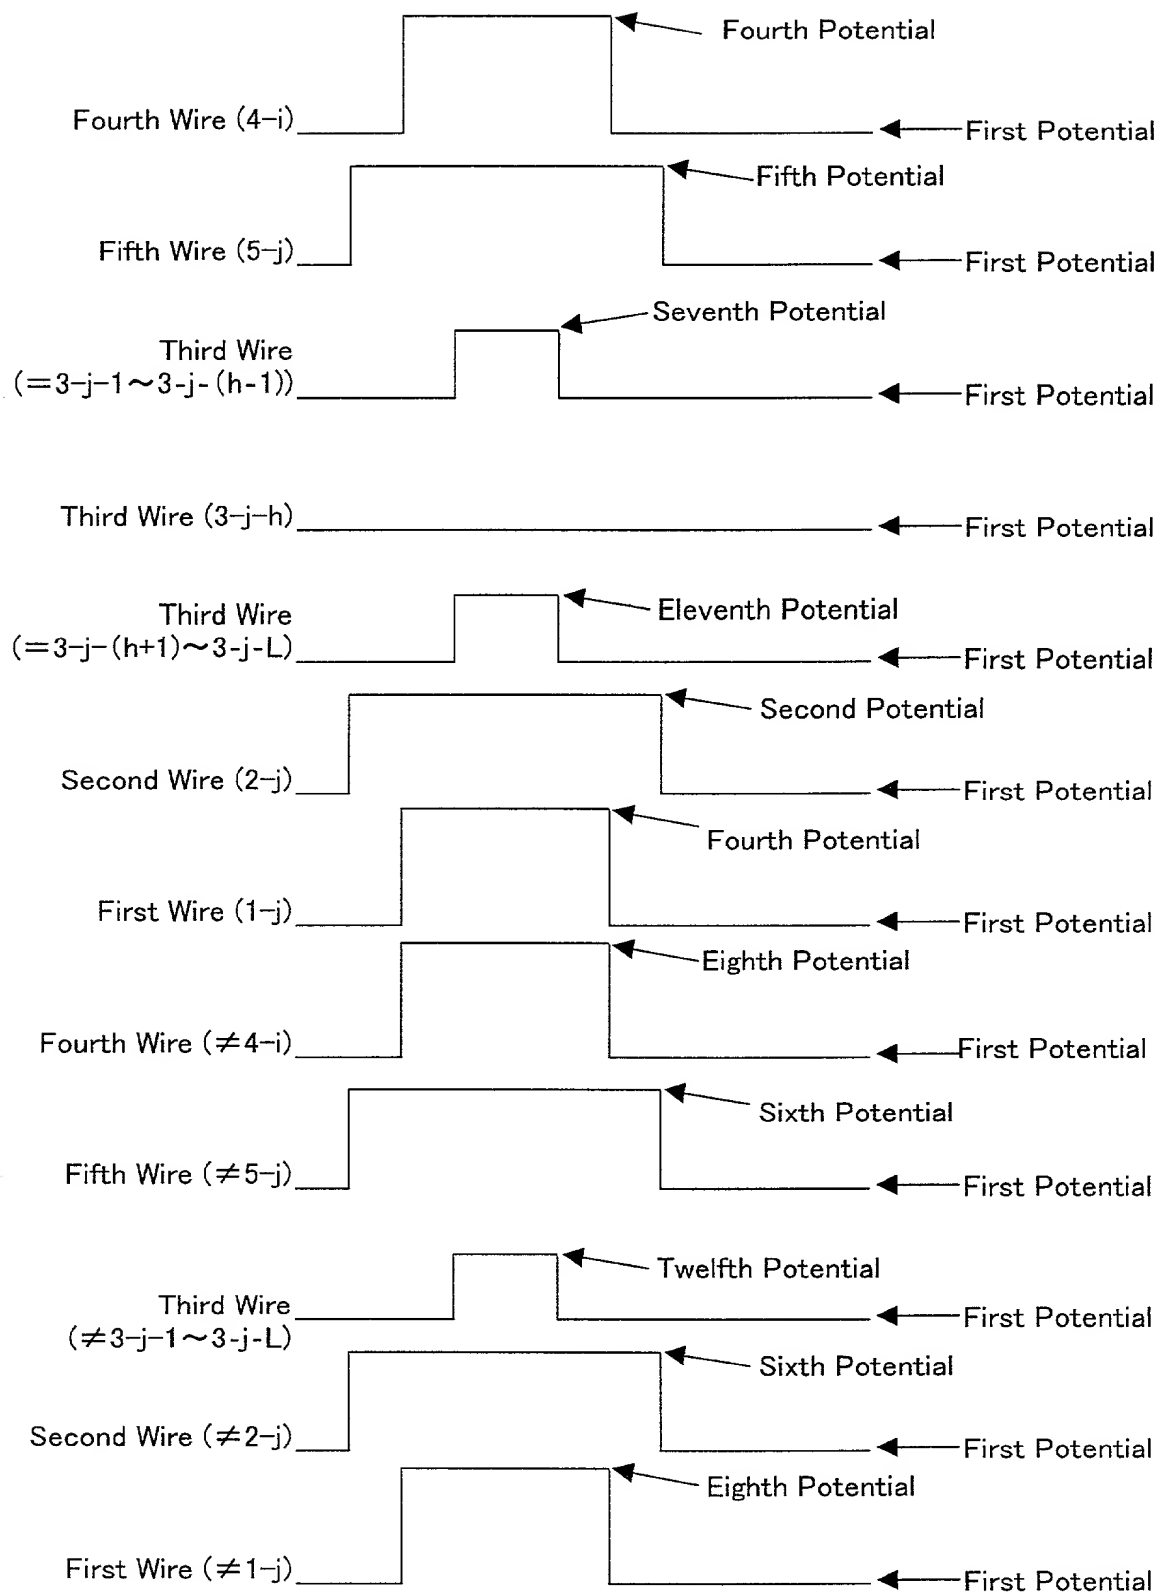 Fourth Potential
Fourth Wire (4-i)
First Potential
Fifth Potential
Fifth Wire (5-j)
First Potential
Seventh Potential
Third Wire
(=3-j-1~3-j-(h-1))
First Potential
Third Wire (3-j-h)
First Potential
Eleventh Potential
Third Wire
(=3-j-(h+1)~3-j-L)
First Potential
Second Potential
Second Wire (2-j)
First Potential
Fourth Potential
First Wire (1-j)
First Potential
Eighth Potential
Fourth Wire (≠4-i)
First Potential
Sixth Potential
Fifth Wire (≠5-j)
First Potential
Twelfth Potential
Third Wire
(≠3-j-1~3-j-L)
First Potential
Sixth Potential
Second Wire (≠2-j)
First Potential
Eighth Potential
First Wire (≠1-j)
First Potential